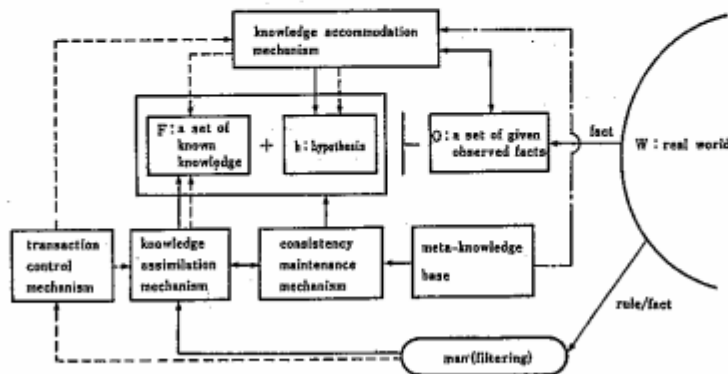 knowledge accommodation
mechanism
F: a set of
known
knowledge
+
h: hypothesis
O: a set of given
observed facts
fact
W: real world
transaction
control
mechanism
knowledge
assimilation
mechanism
consistency
maintenance
mechanism
meta-knowledge
base
rule/fact
man(filtering)